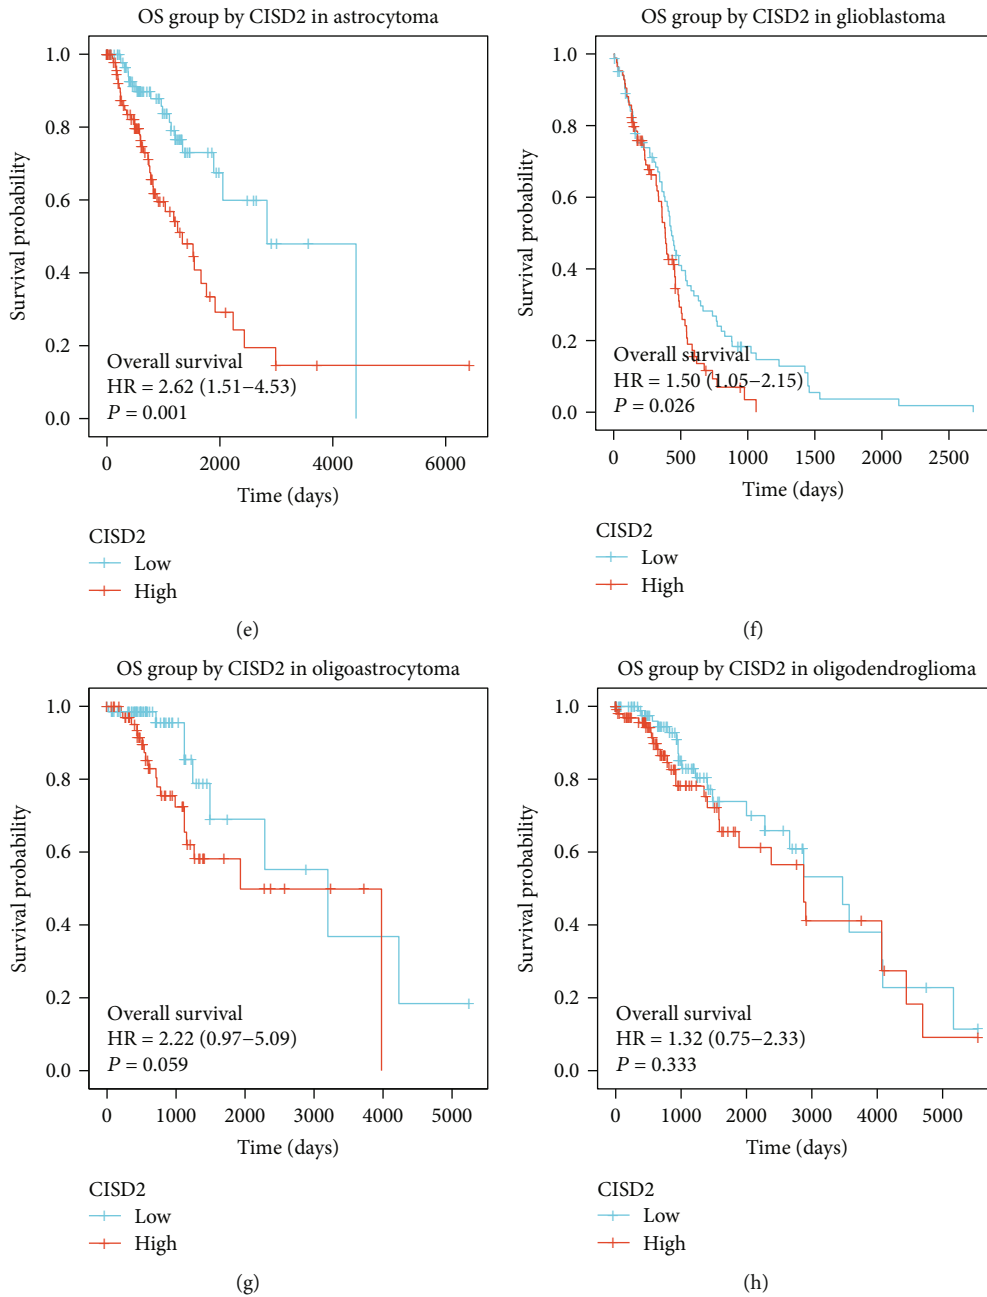 OS group by CISD2 in astrocytoma
Survival probability
1.0
0.8
0.6
0.4
0.2
0.0
Overall survival
HR = 2.62 (1.51–4.53)
P = 0.001
0 2000 4000 6000
Time (days)
CISD2
Low
High
(e)
OS group by CISD2 in glioblastoma
Survival probability
1.0
0.8
0.6
0.4
0.2
0.0
Overall survival
HR = 1.50 (1.05–2.15)
P = 0.026
0 500 1000 1500 2000 2500
Time (days)
CISD2
Low
High
(f)
OS group by CISD2 in oligoastrocytoma
Survival probability
1.0
0.8
0.6
0.4
0.2
0.0
Overall survival
HR = 2.22 (0.97–5.09)
P = 0.059
0 1000 2000 3000 4000 5000
Time (days)
CISD2
Low
High
(g)
OS group by CISD2 in oligodendroglioma
Survival probability
1.0
0.8
0.6
0.4
0.2
0.0
Overall survival
HR = 1.32 (0.75–2.33)
P = 0.333
0 1000 2000 3000 4000 5000
Time (days)
CISD2
Low
High
(h)